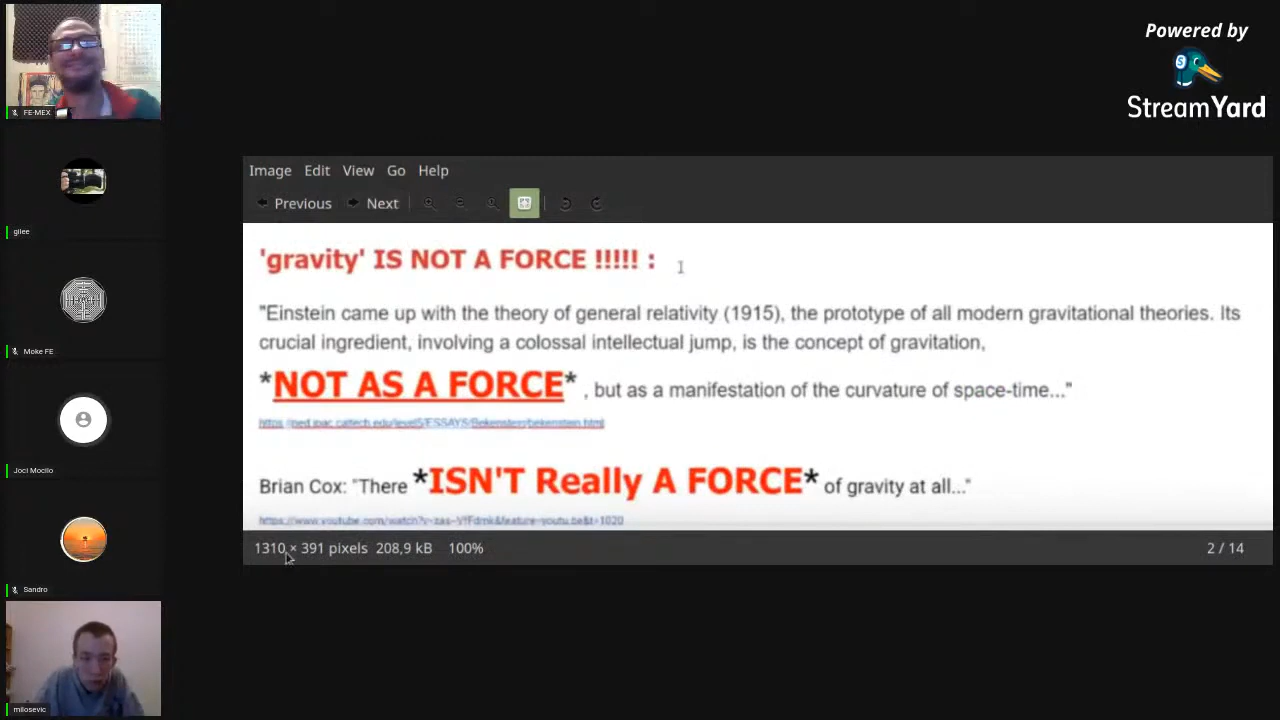 Powered by
StreamYard
FE-MEX
gilee
Moke FE
Joci Mocilo
Sandro
milosevic
Image Edit View Go Help
Previous Next
'gravity' IS NOT A FORCE !!!!! :
"Einstein came up with the theory of general relativity (1915), the prototype of all modern gravitational theories. Its
crucial ingredient, involving a colossal intellectual jump, is the concept of gravitation,
*NOT AS A FORCE* , but as a manifestation of the curvature of space-time..."
Brian Cox: "There *ISN'T Really A FORCE* of gravity at all..."
1310 × 391 pixels 208,9 kB 100%
2 / 14